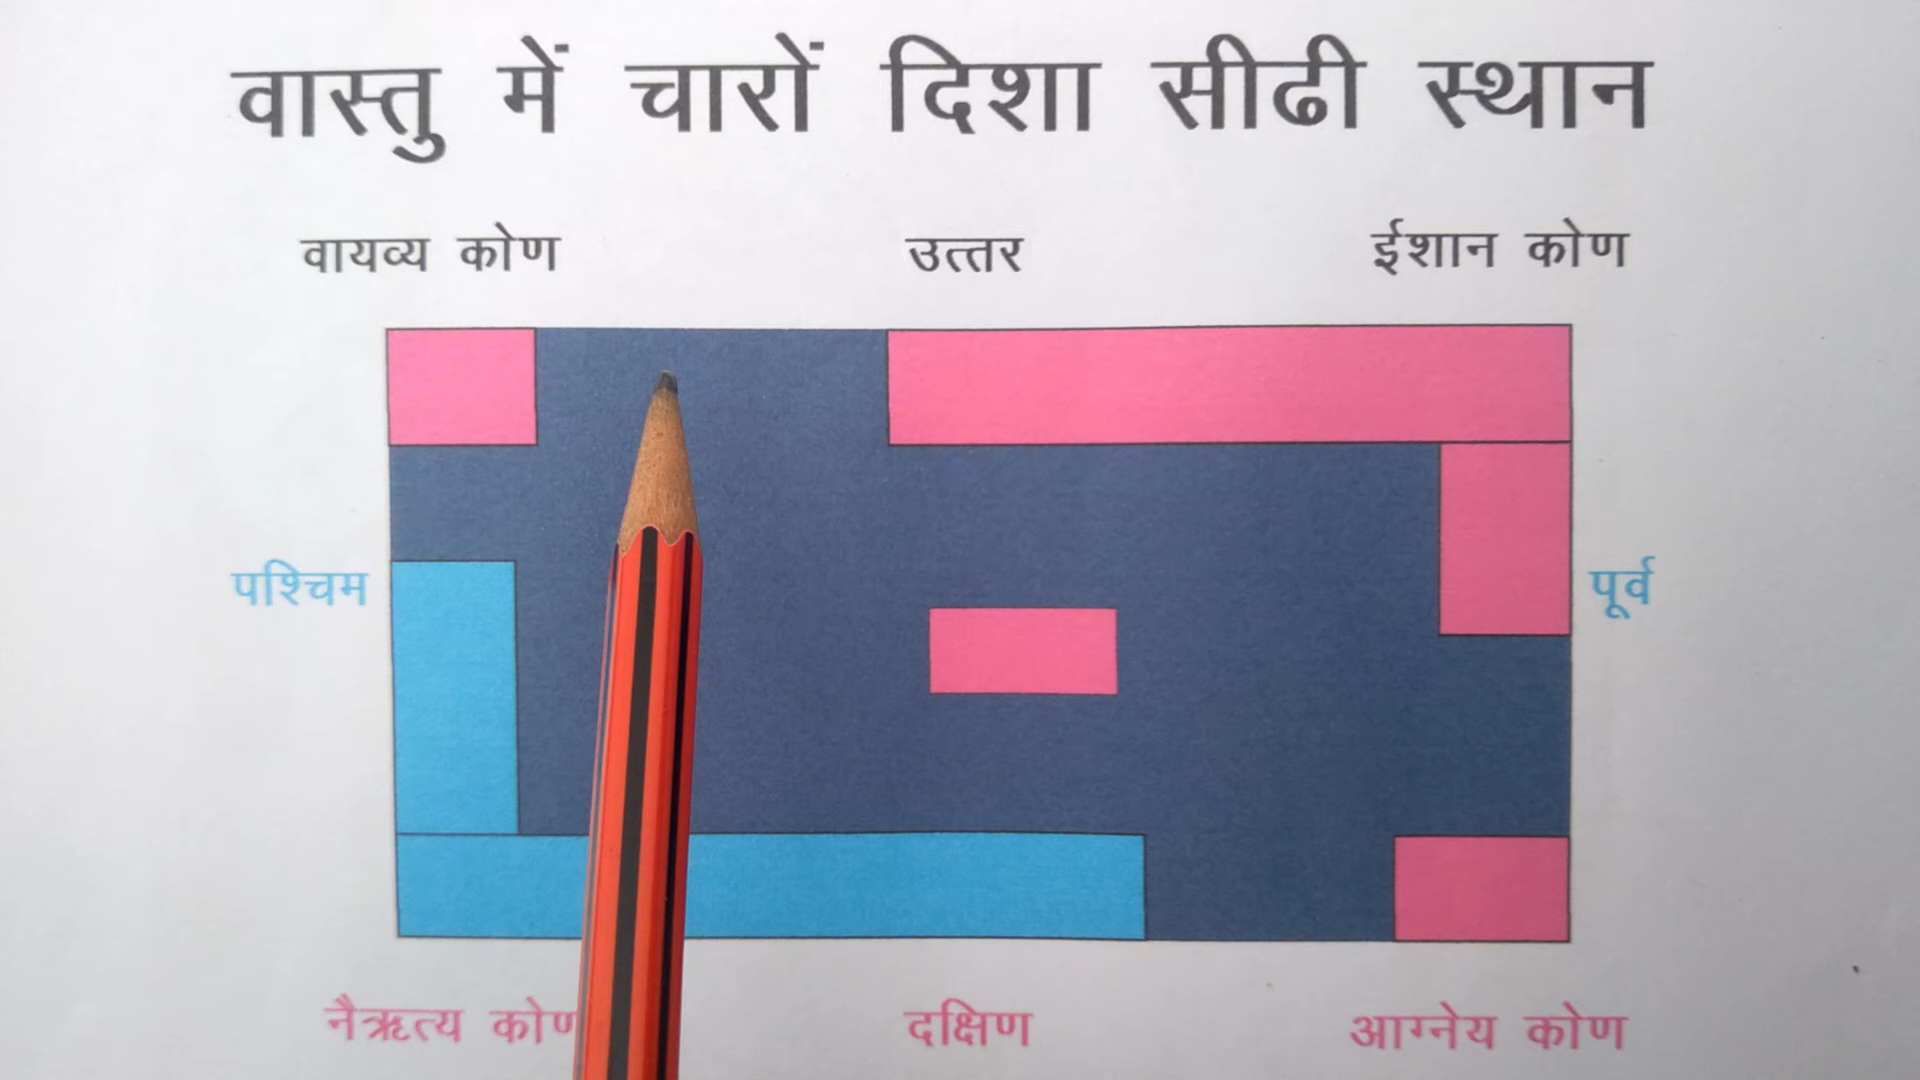 वास्तु में चारों दिशा सीढी स्थान
वायव्य कोण उत्तर ईशान कोण
पश्चिम पूर्व
नैऋत्य कोण दक्षिण आग्नेय कोण